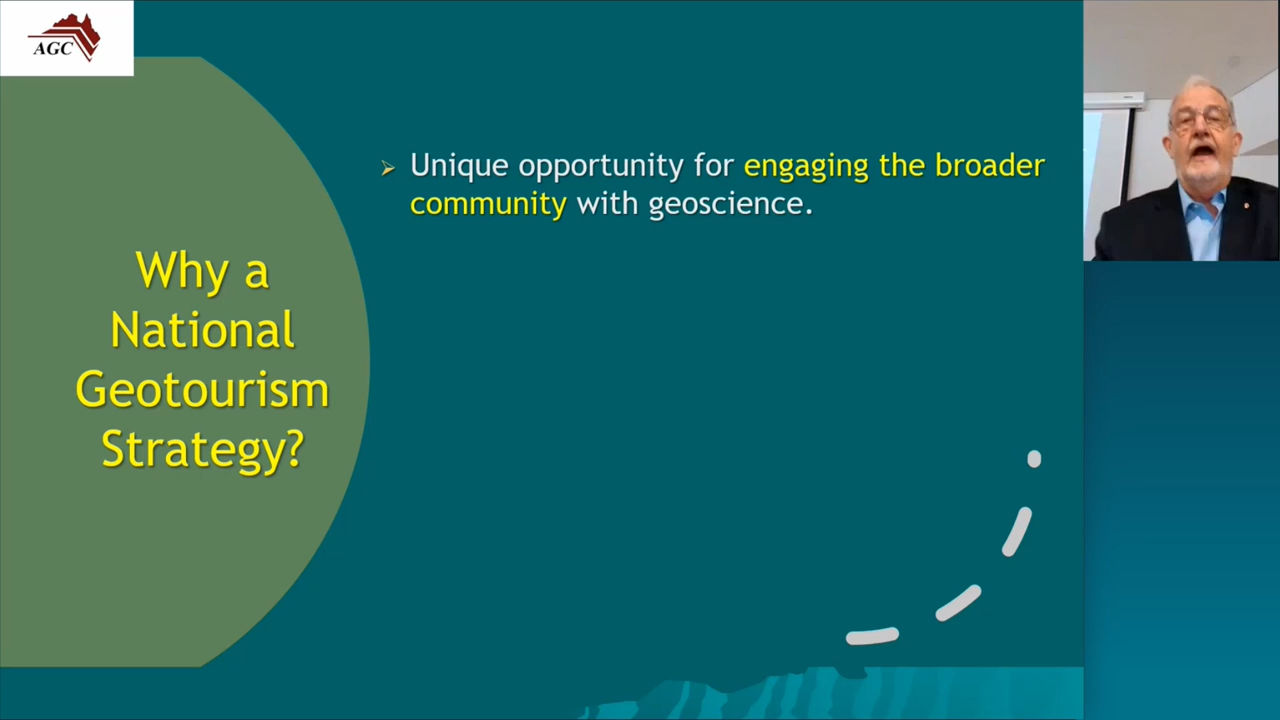 AGC
Why a
National
Geotourism
Strategy?
Unique opportunity for engaging the broader
community with geoscience.